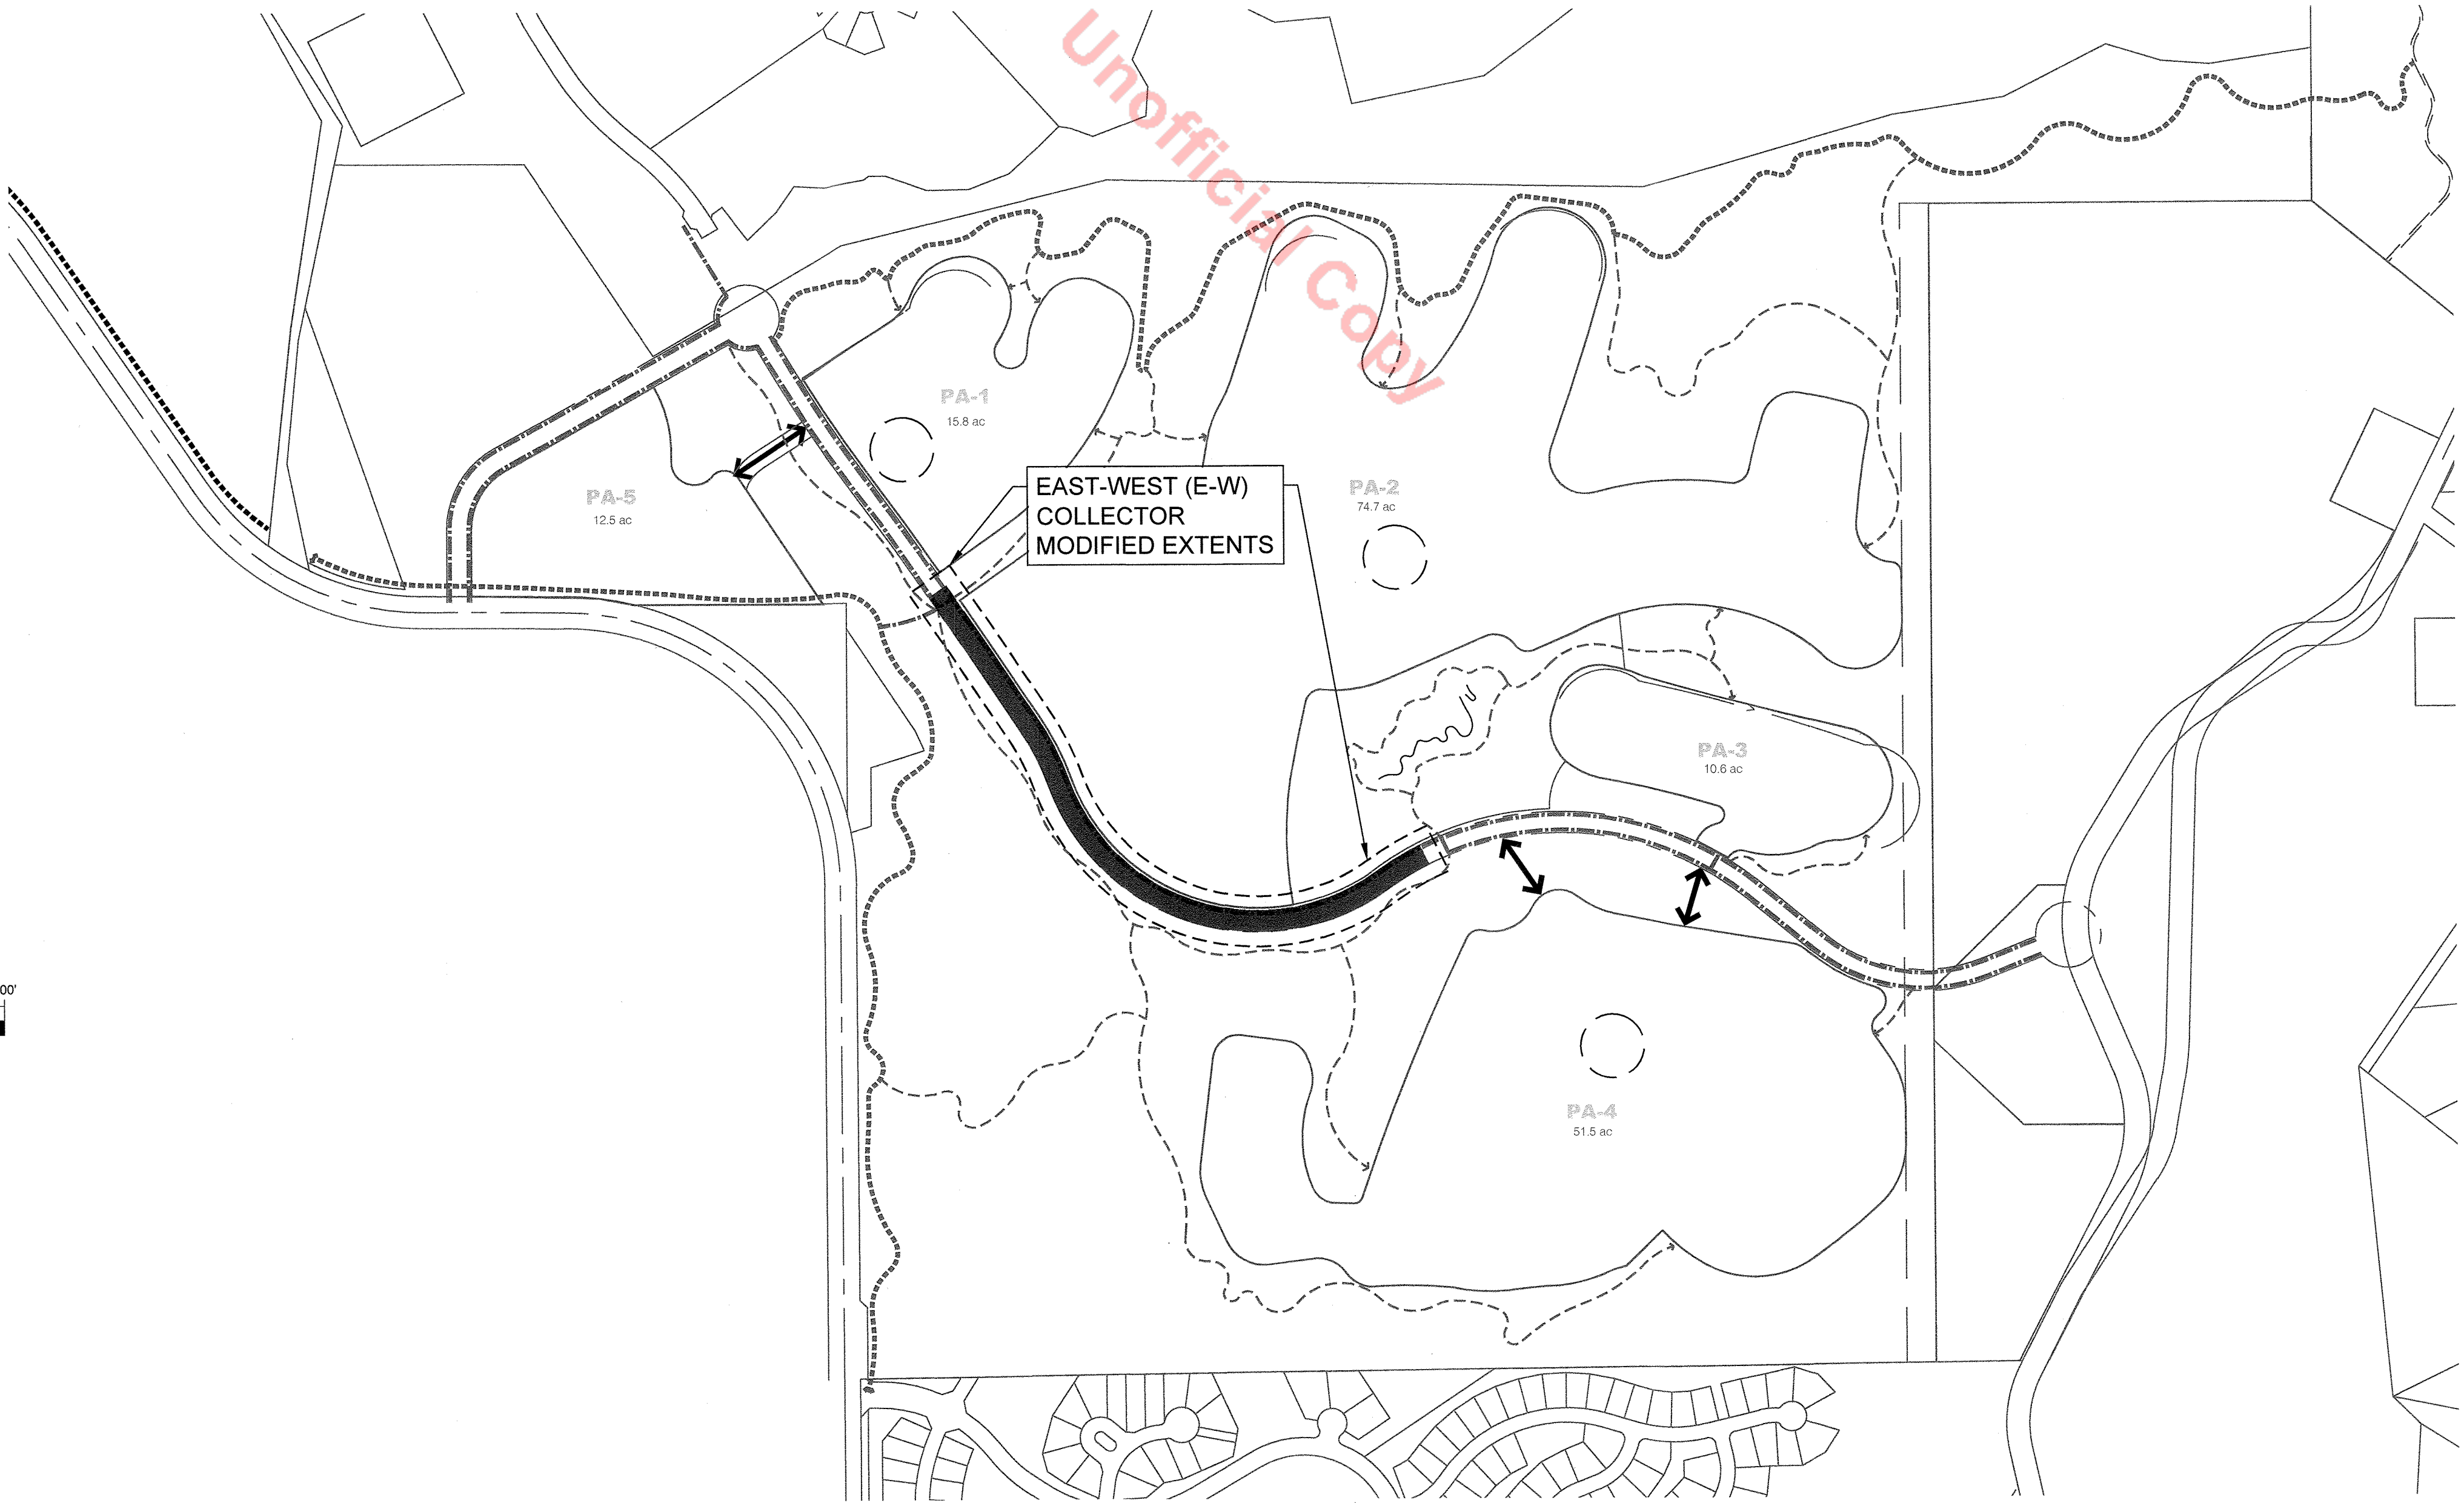 Unofficial Copy
PA-1
15.8 ac
EAST-WEST (E-W)
COLLECTOR
MODIFIED EXTENTS
PA-2
74.7 ac
PA-5
12.5 ac
PA-3
10.6 ac
00'
PA-4
51.5 ac